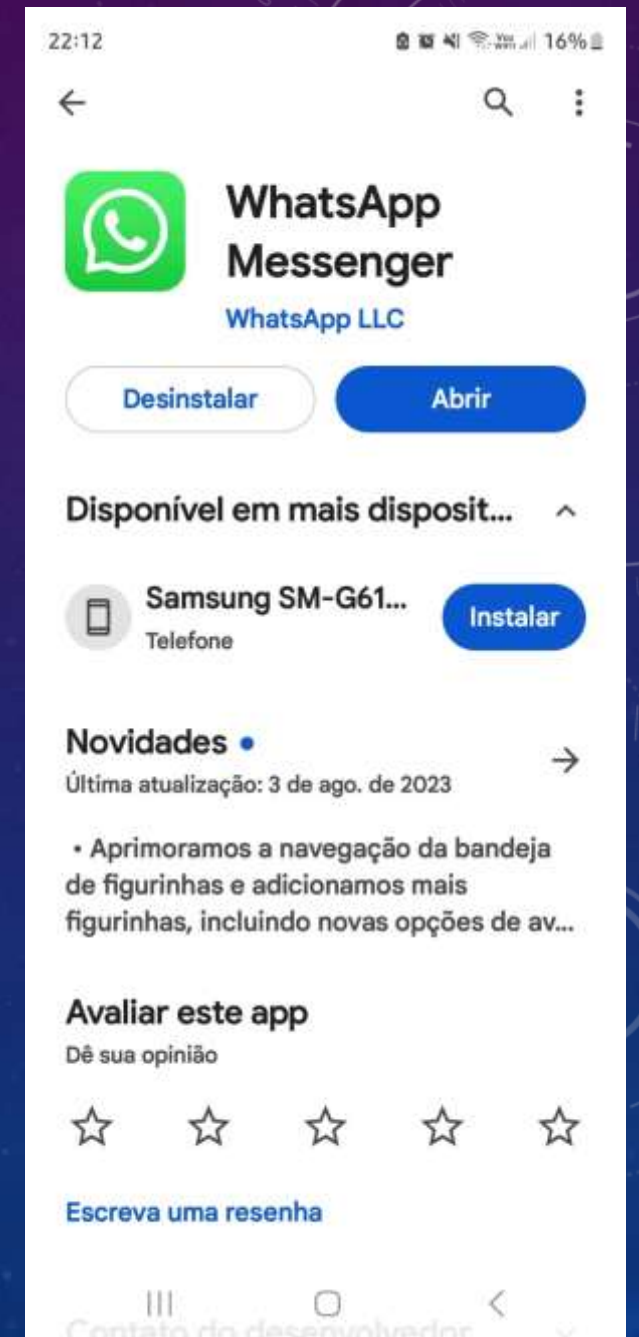 22:12 16%
WhatsApp
Messenger
WhatsApp LLC
Desinstalar Abrir
Disponível em mais disposit...
Samsung SM-G61...
Telefone
Instalar
Novidades •
Última atualização: 3 de ago. de 2023
• Aprimoramos a navegação da bandeja
de figurinhas e adicionamos mais
figurinhas, incluindo novas opções de av...
Avaliar este app
Dê sua opinião
Escreva uma resenha
Contato do desenvolvedor